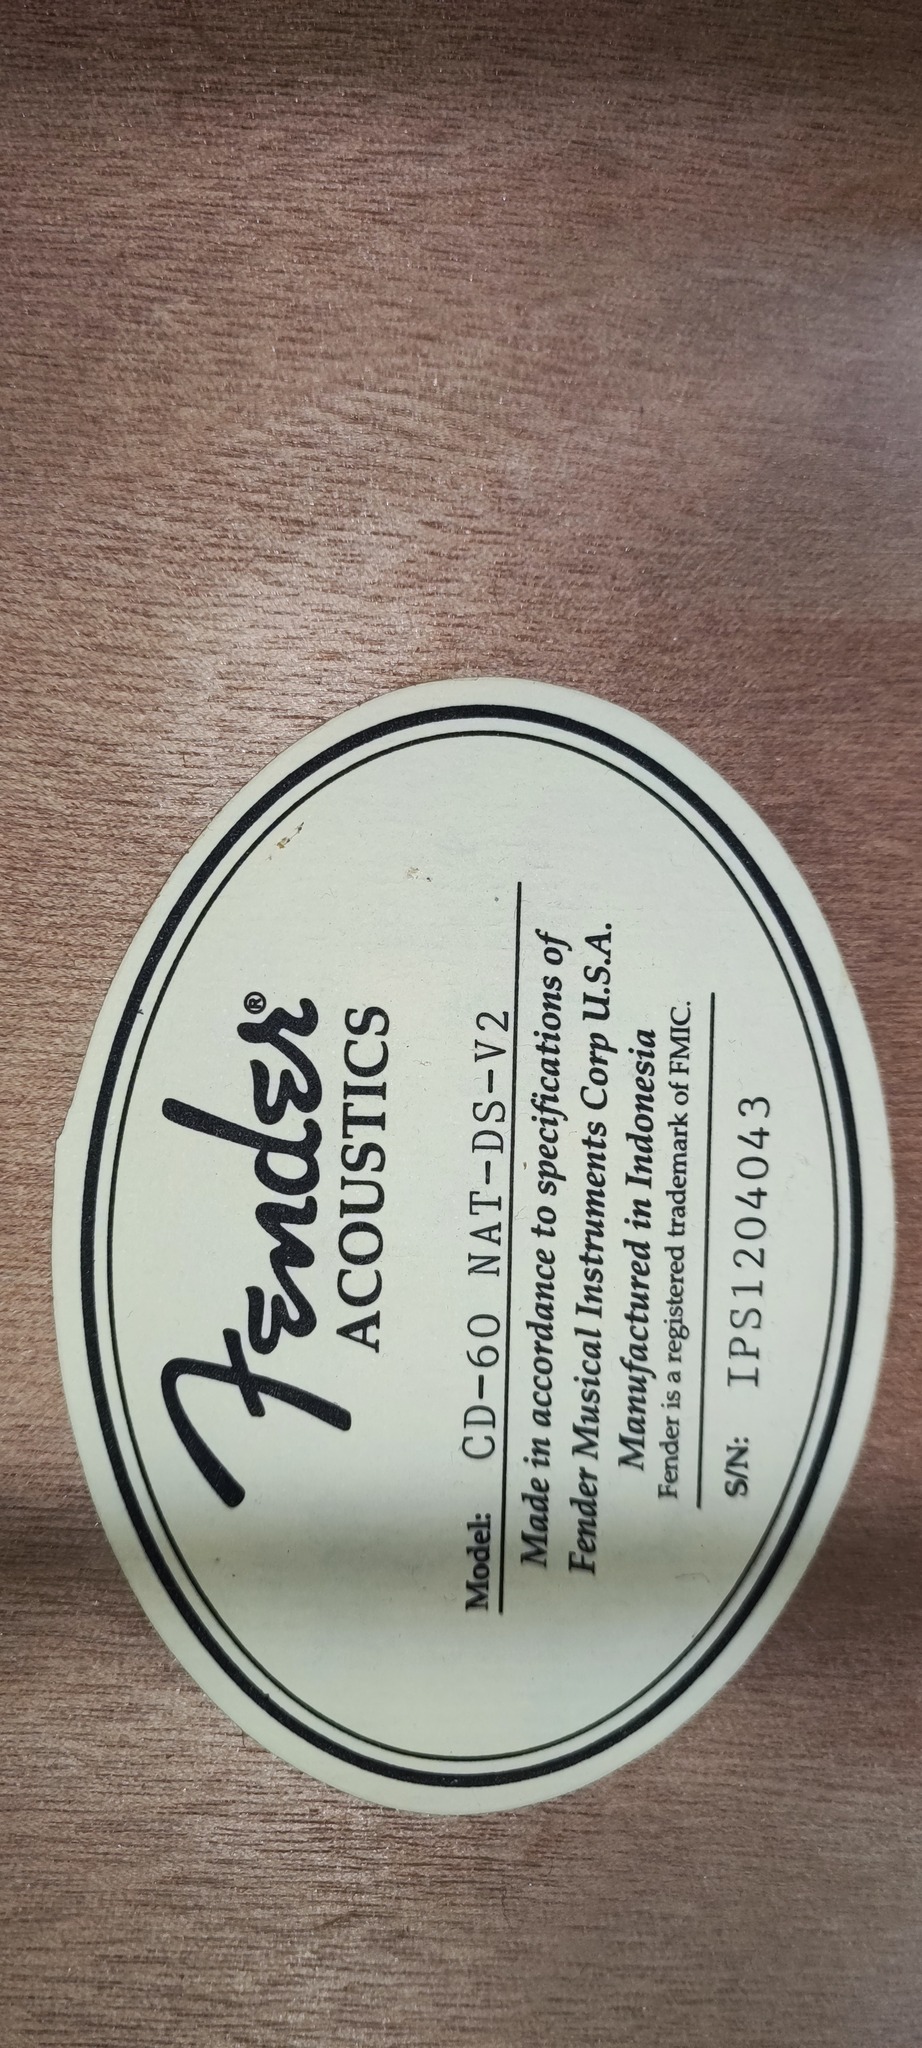 Fender®
ACOUSTICS
Model: CD-60 NAT-DS-V2
Made in accordance to specifications of
Fender Musical Instruments Corp U.S.A.
Manufactured in Indonesia
Fender is a registered trademark of FMIC.
S/N: IPS1204043